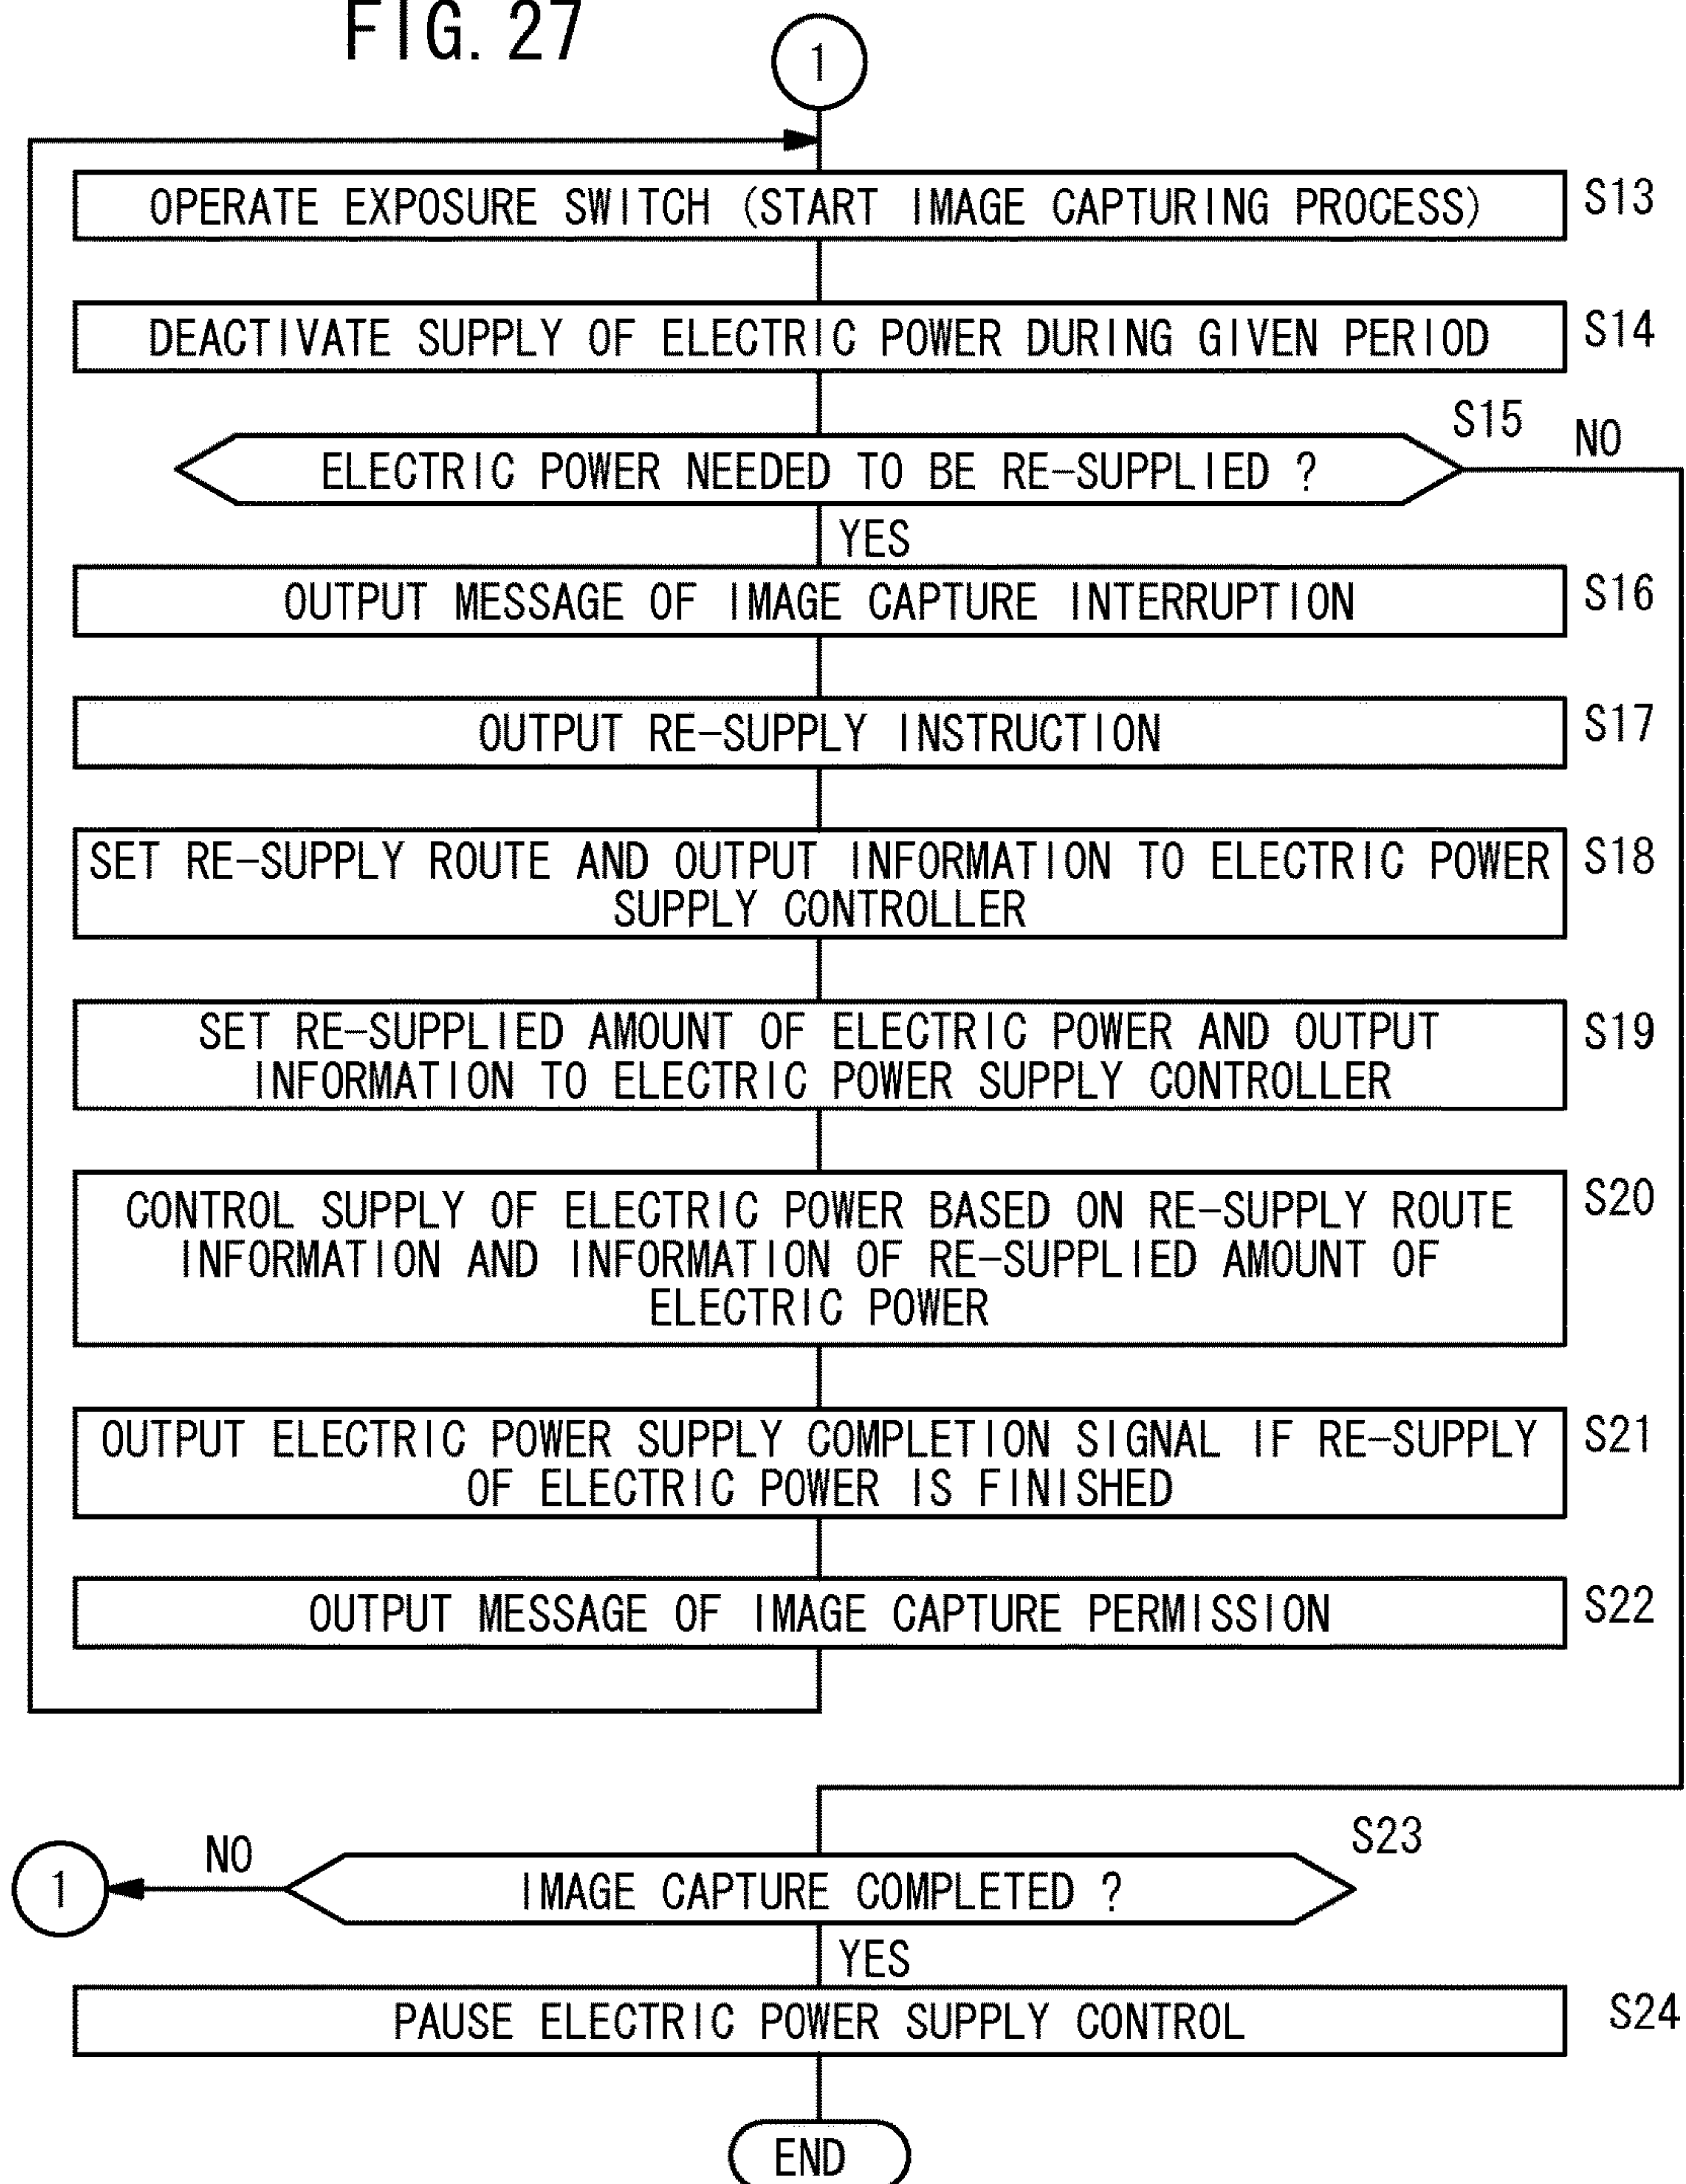 FIG. 27
1
OPERATE EXPOSURE SWITCH (START IMAGE CAPTURING PROCESS)
S13
DEACTIVATE SUPPLY OF ELECTRIC POWER DURING GIVEN PERIOD
S14
S15
NO
ELECTRIC POWER NEEDED TO BE RE-SUPPLIED ?
YES
OUTPUT MESSAGE OF IMAGE CAPTURE INTERRUPTION
S16
OUTPUT RE-SUPPLY INSTRUCTION
S17
SET RE-SUPPLY ROUTE AND OUTPUT INFORMATION TO ELECTRIC POWER
SUPPLY CONTROLLER
S18
SET RE-SUPPLIED AMOUNT OF ELECTRIC POWER AND OUTPUT
INFORMATION TO ELECTRIC POWER SUPPLY CONTROLLER
S19
CONTROL SUPPLY OF ELECTRIC POWER BASED ON RE-SUPPLY ROUTE
INFORMATION AND INFORMATION OF RE-SUPPLIED AMOUNT OF
ELECTRIC POWER
S20
OUTPUT ELECTRIC POWER SUPPLY COMPLETION SIGNAL IF RE-SUPPLY
OF ELECTRIC POWER IS FINISHED
S21
OUTPUT MESSAGE OF IMAGE CAPTURE PERMISSION
S22
S23
NO
1
IMAGE CAPTURE COMPLETED ?
YES
PAUSE ELECTRIC POWER SUPPLY CONTROL
S24
END